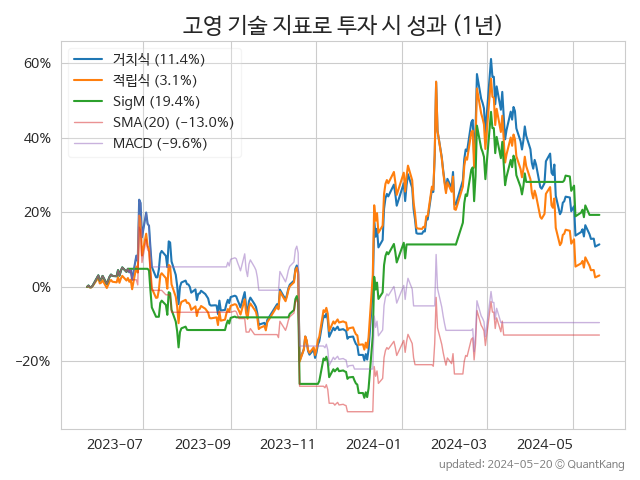 고영 기술 지표로 투자 시 성과 (1년)
거치식 (11.4%)
적립식 (3.1%)
SigM (19.4%)
SMA(20) (−13.0%)
MACD (−9.6%)
60%
40%
20%
0%
−20%
2023−07
2023−09
2023−11
2024−01
2024−03
2024−05
updated: 2024−05−20 © QuantKang